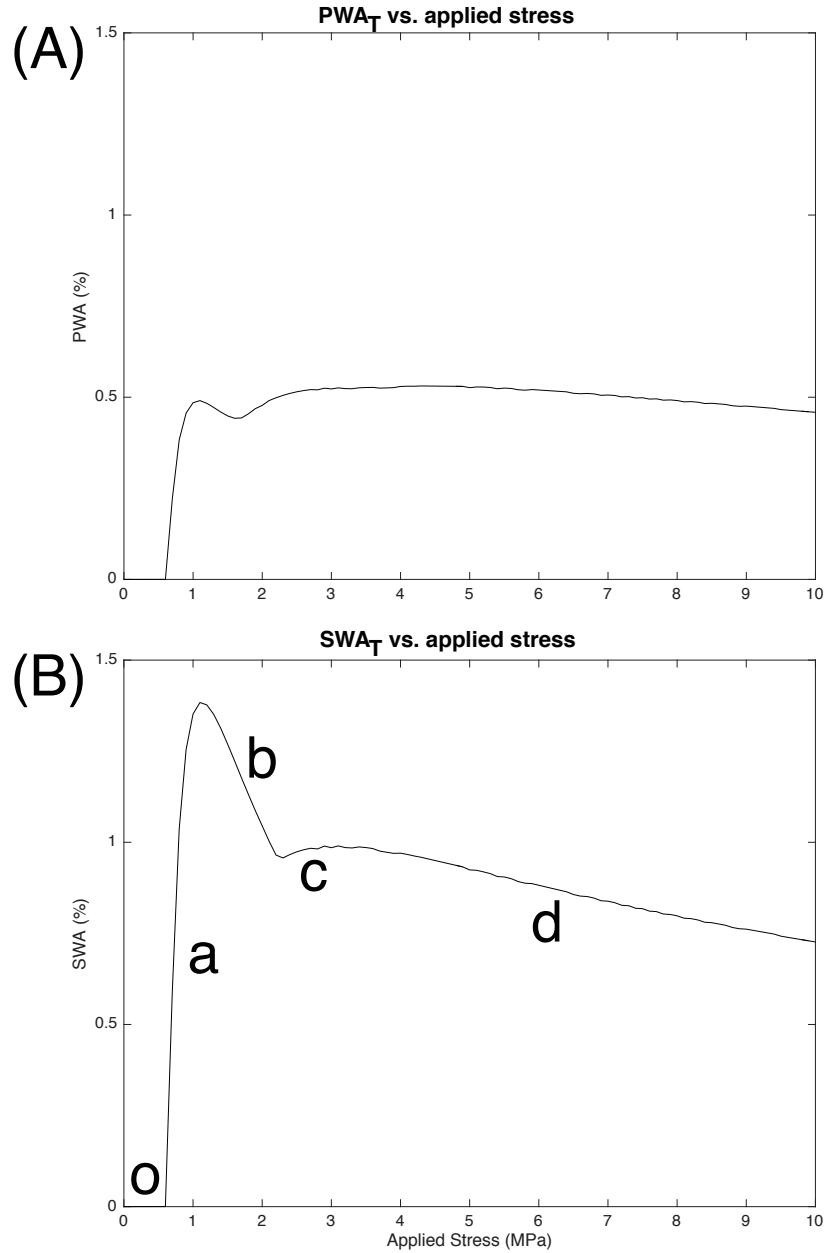 (A)
PWA_T vs. applied stress
1.5
1
0.5
0
PWA (%)
0 1 2 3 4 5 6 7 8 9 10
(B)
SWA_T vs. applied stress
1.5
1
0.5
0
SWA (%)
o
a
b
c
d
0 1 2 3 4 5 6 7 8 9 10
Applied Stress (MPa)